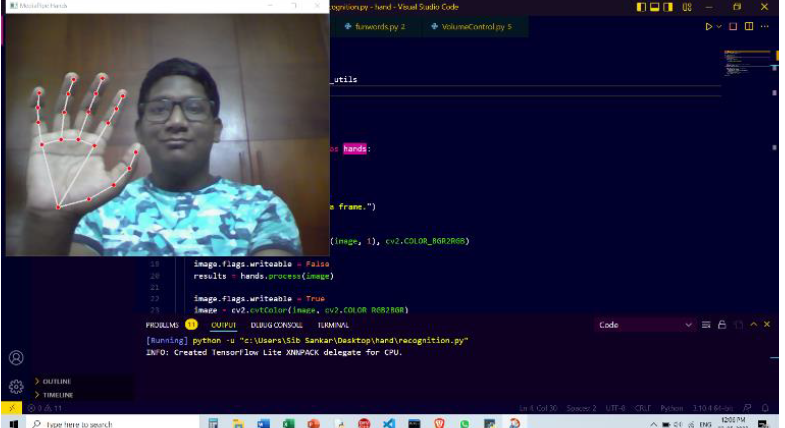 MediaPipe Hands
cognition.py - hand - Visual Studio Code
funwords.py 2
VolumeControl.py 5
_utils
as hands:
a frame.")
(image, 1), cv2.COLOR_BGR2RGB)
19 image.flags.writeable = False
20 results = hands.process(image)
21
22 image.flags.writeable = True
23 image = cv2.cvtColor(image, cv2.COLOR_RGB2BGR)
PROBLEMS 11 OUTPUT DEBUG CONSOLE TERMINAL Code
[Running] python -u "c:\Users\Sib Sankar\Desktop\hand\recognition.py"
INFO: Created TensorFlow Lite XNNPACK delegate for CPU.
OUTLINE
TIMELINE
0 11 Ln 4, Col 30 Spaces: 2 UTF-8 CRLF Python 3.10.4 64-bit
Type here to search ENG 12:06 PM